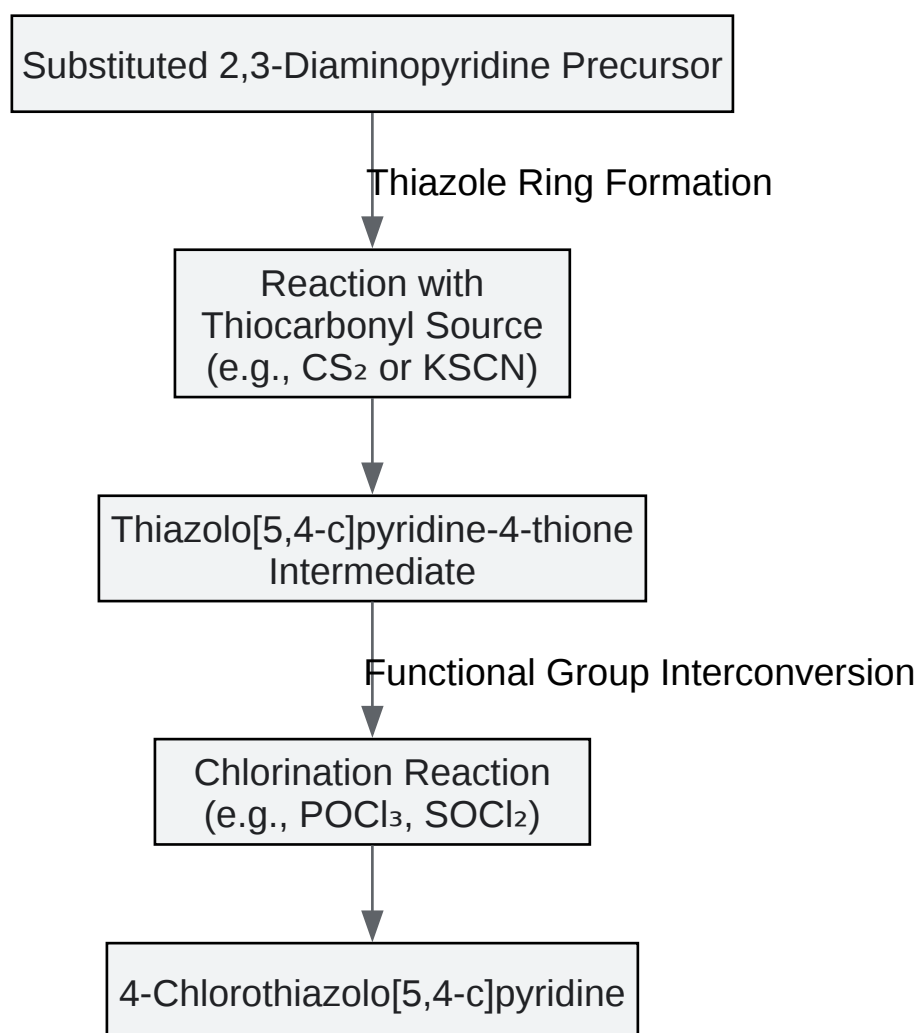 Substituted 2,3-Diaminopyridine Precursor
Thiazole Ring Formation
Reaction with
Thiocarbonyl Source
(e.g., CS₂ or KSCN)
Thiazolo[5,4-c]pyridine-4-thione
Intermediate
Functional Group Interconversion
Chlorination Reaction
(e.g., POCl₃, SOCl₂)
4-Chlorothiazolo[5,4-c]pyridine